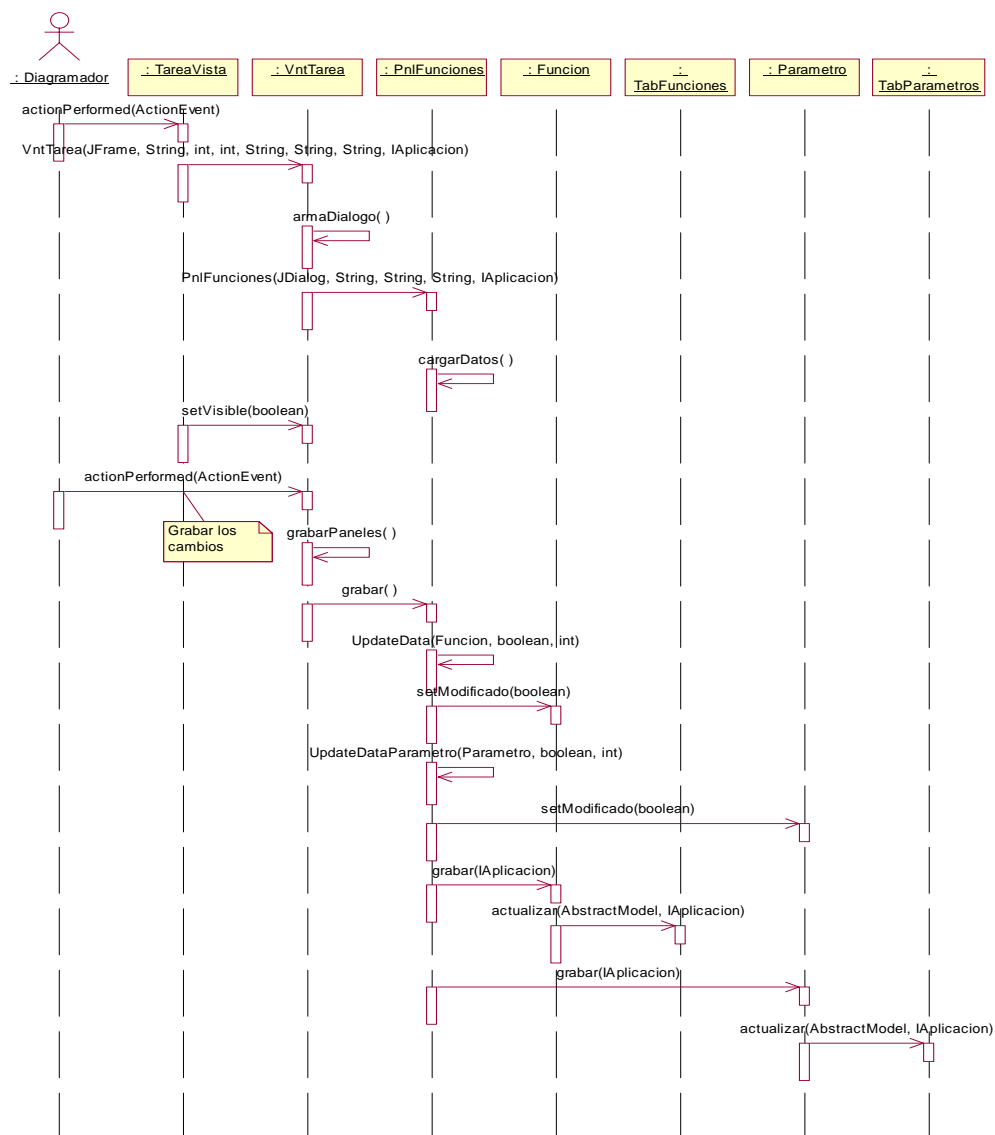 : Diagramador
: TareaVista
: VntTarea
: PnlFunciones
: Funcion
:
TabFunciones
: Parametro
:
TabParametros
actionPerformed(ActionEvent)
VntTarea(JFrame, String, int, int, String, String, String, IAplicacion)
armaDialogo( )
PnlFunciones(JDialog, String, String, String, IAplicacion)
cargarDatos( )
setVisible(boolean)
actionPerformed(ActionEvent)
Grabar los
cambios
grabarPaneles( )
grabar( )
UpdateData(Funcion, boolean, int)
setModificado(boolean)
UpdateDataParametro(Parametro, boolean, int)
setModificado(boolean)
grabar(IAplicacion)
actualizar(AbstractModel, IAplicacion)
grabar(IAplicacion)
actualizar(AbstractModel, IAplicacion)